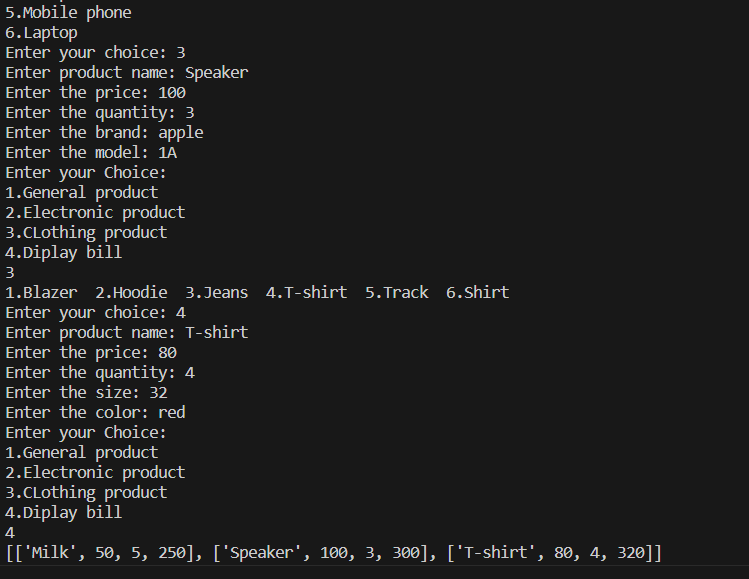 5.Mobile phone
6.Laptop
Enter your choice: 3
Enter product name: Speaker
Enter the price: 100
Enter the quantity: 3
Enter the brand: apple
Enter the model: 1A
Enter your Choice:
1.General product
2.Electronic product
3.CLothing product
4.Diplay bill
3
1.Blazer  2.Hoodie  3.Jeans  4.T-shirt  5.Track  6.Shirt
Enter your choice: 4
Enter product name: T-shirt
Enter the price: 80
Enter the quantity: 4
Enter the size: 32
Enter the color: red
Enter your Choice:
1.General product
2.Electronic product
3.CLothing product
4.Diplay bill
4
[['Milk', 50, 5, 250], ['Speaker', 100, 3, 300], ['T-shirt', 80, 4, 320]]